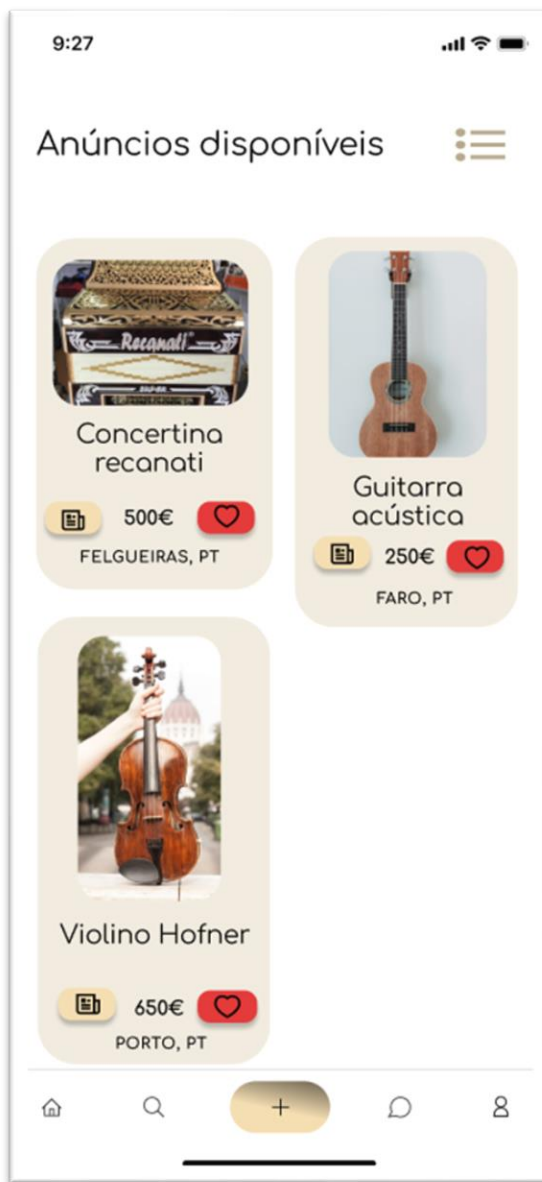 9:27
Anúncios disponíveis
Recanati
Concertina
recanati
500€
FELGUEIRAS, PT
Guitarra
acústica
250€
FARO, PT
Violino Hofner
650€
PORTO, PT